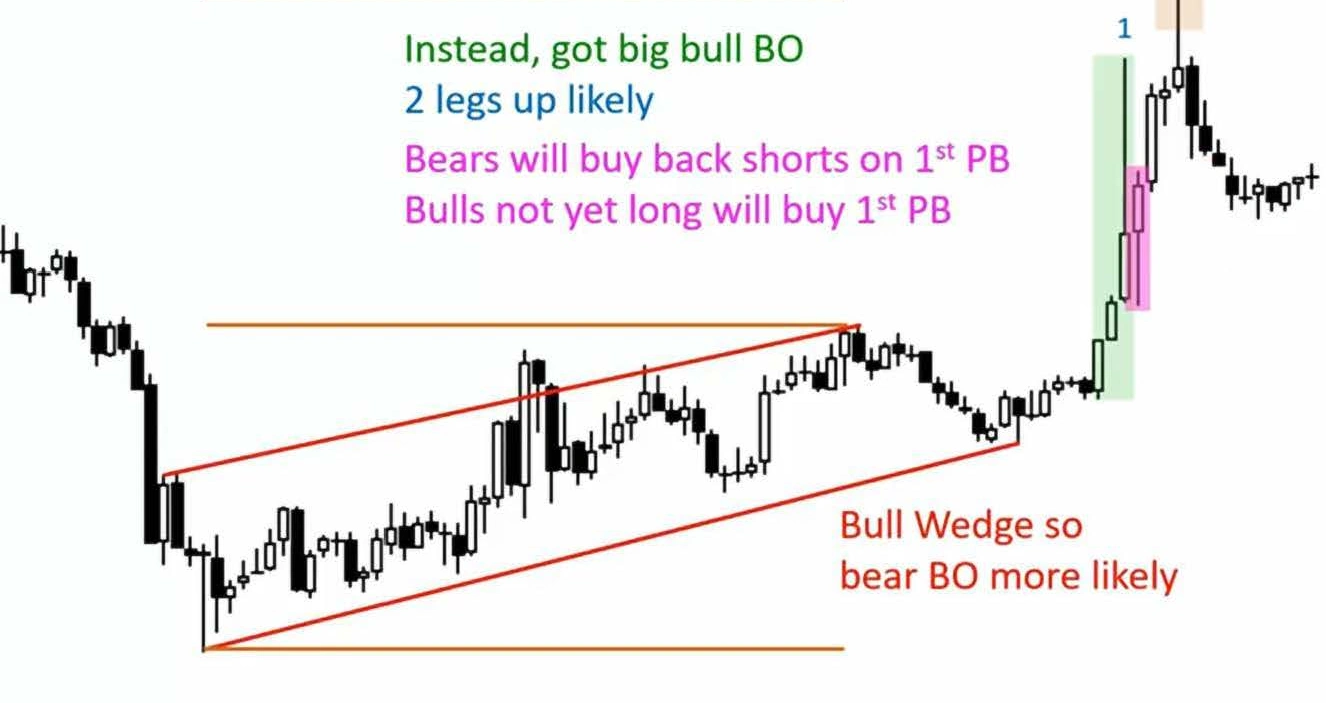 Instead, got big bull BO
1
2 legs up likely
Bears will buy back shorts on 1st PB
Bulls not yet long will buy 1st PB
Bull Wedge so
bear BO more likely